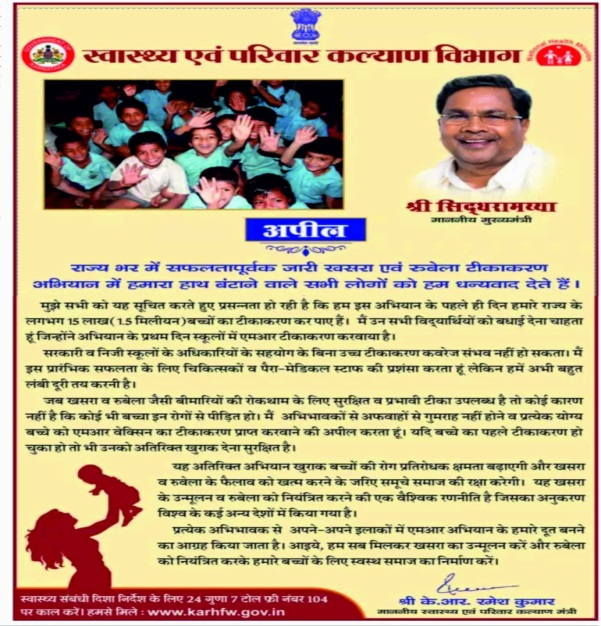 स्वास्थ्य एवं परिवार कल्याण विभाग
श्री सिद्धरामय्या
माननीय मुख्यमंत्री
अपील
राज्य भर में सफलतापूर्वक जारी खसरा एवं रुबेला टीकाकरण
अभियान में हमारा हाथ बंटाने वाले सभी लोगों को हम धन्यवाद देते हैं।
मुझे सभी को यह सूचित करते हुए प्रसन्नता हो रही है कि हम इस अभियान के पहले ही दिन हमारे राज्य के
लगभग 15 लाख( 1.5 मिलीयन) बच्चों का टीकाकरण कर पाए हैं। मैं उन सभी विद्यार्थियों को बधाई देना चाहता
हूं जिन्होंने अभियान के प्रथम दिन स्कूलों में एमआर टीकाकरण करवाया है।
सरकारी व निजी स्कूलों के अधिकारियों के सहयोग के बिना उच्च टीकाकरण कवरेज संभव नहीं हो सकता। मैं
इस प्रारंभिक सफलता के लिए चिकित्सकों व पैरा-मेडिकल स्टाफ की प्रशंसा करता हूं लेकिन हमें अभी बहुत
लंबी दूरी तय करनी है।
जब खसरा व रुबेला जैसी बीमारियों की रोकथाम के लिए सुरक्षित व प्रभावी टीका उपलब्ध है तो कोई कारण
नहीं है कि कोई भी बच्चा इन रोगों से पीड़ित हो। मैं अभिभावकों से अफवाहों से गुमराह नहीं होने व प्रत्येक योग्य
बच्चे को एमआर वेक्सिन का टीकाकरण प्राप्त करवाने की अपील करता हूं। यदि बच्चे का पहले टीकाकरण हो
चुका हो तो भी उनको अतिरिक्त खुराक देना सुरक्षित है।
यह अतिरिक्त अभियान खुराक बच्चों की रोग प्रतिरोधक क्षमता बढ़ाएगी और खसरा
व रुबेला के फैलाव को खत्म करने के जरिए समूचे समाज की रक्षा करेगी। यह खसरा
के उन्मूलन व रुबेला को नियंत्रित करने की एक वैश्विक रणनीति है जिसका अनुकरण
विश्व के कई अन्य देशों में किया गया है।
प्रत्येक अभिभावक से अपने-अपने इलाकों में एमआर अभियान के हमारे दूत बनने
का आग्रह किया जाता है। आइये, हम सब मिलकर खसरा का उन्मूलन करें और रुबेला
को नियंत्रित करके हमारे बच्चों के लिए स्वस्थ समाज का निर्माण करें।
स्वास्थ्य संबंधी दिशा निर्देश के लिए 24 गुणा 7 टोल फ्री नंबर 104
पर काल करें। हमसे मिले : www.karhfw.gov.in
श्री के.आर. रमेश कुमार
माननीय स्वास्थ्य एवं परिवार कल्याण मंत्री